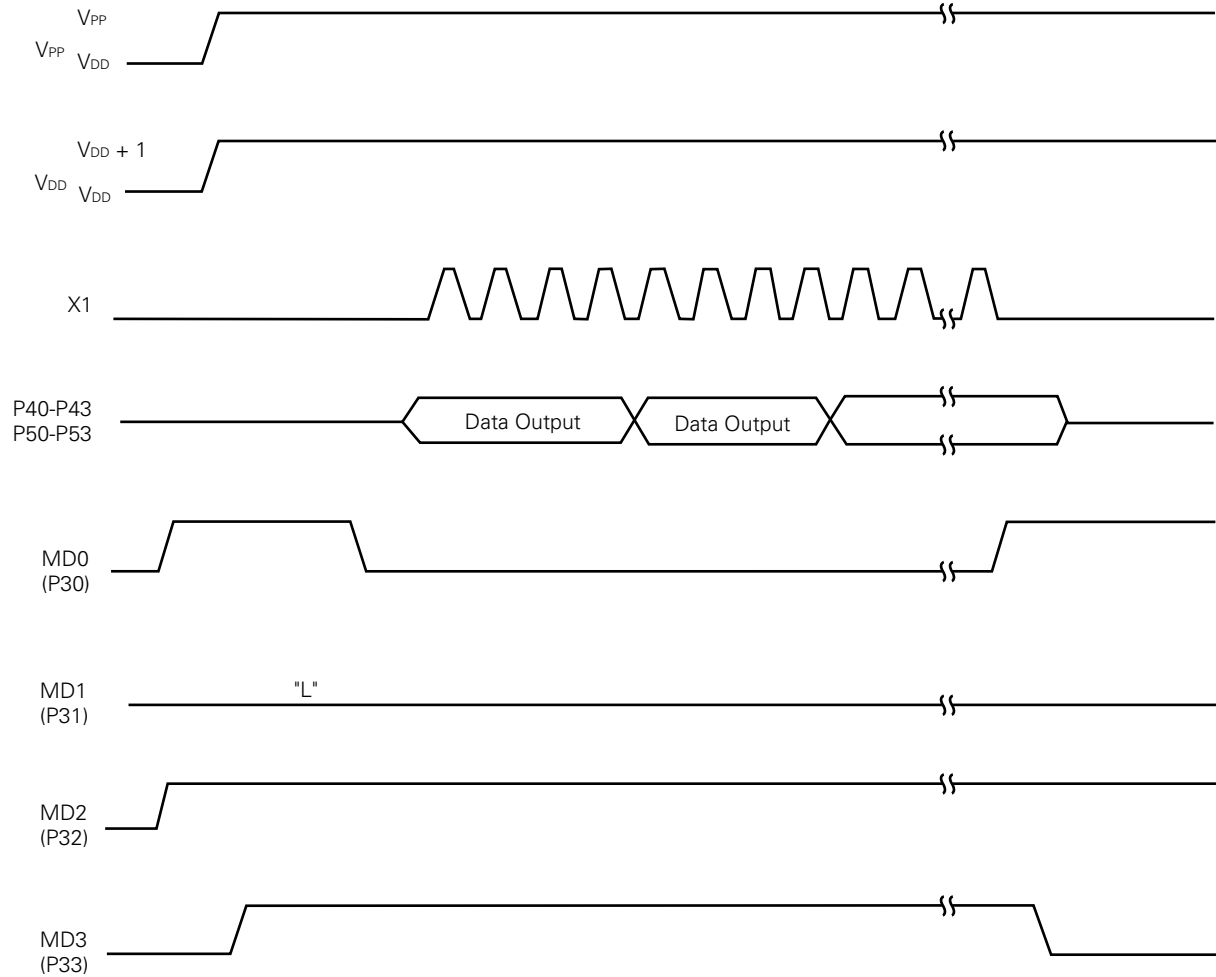 VPP
VPP VDD
VDD + 1
VDD VDD
X1
P40-P43
P50-P53
Data Output
Data Output
MD0
(P30)
MD1
(P31)
"L"
MD2
(P32)
MD3
(P33)